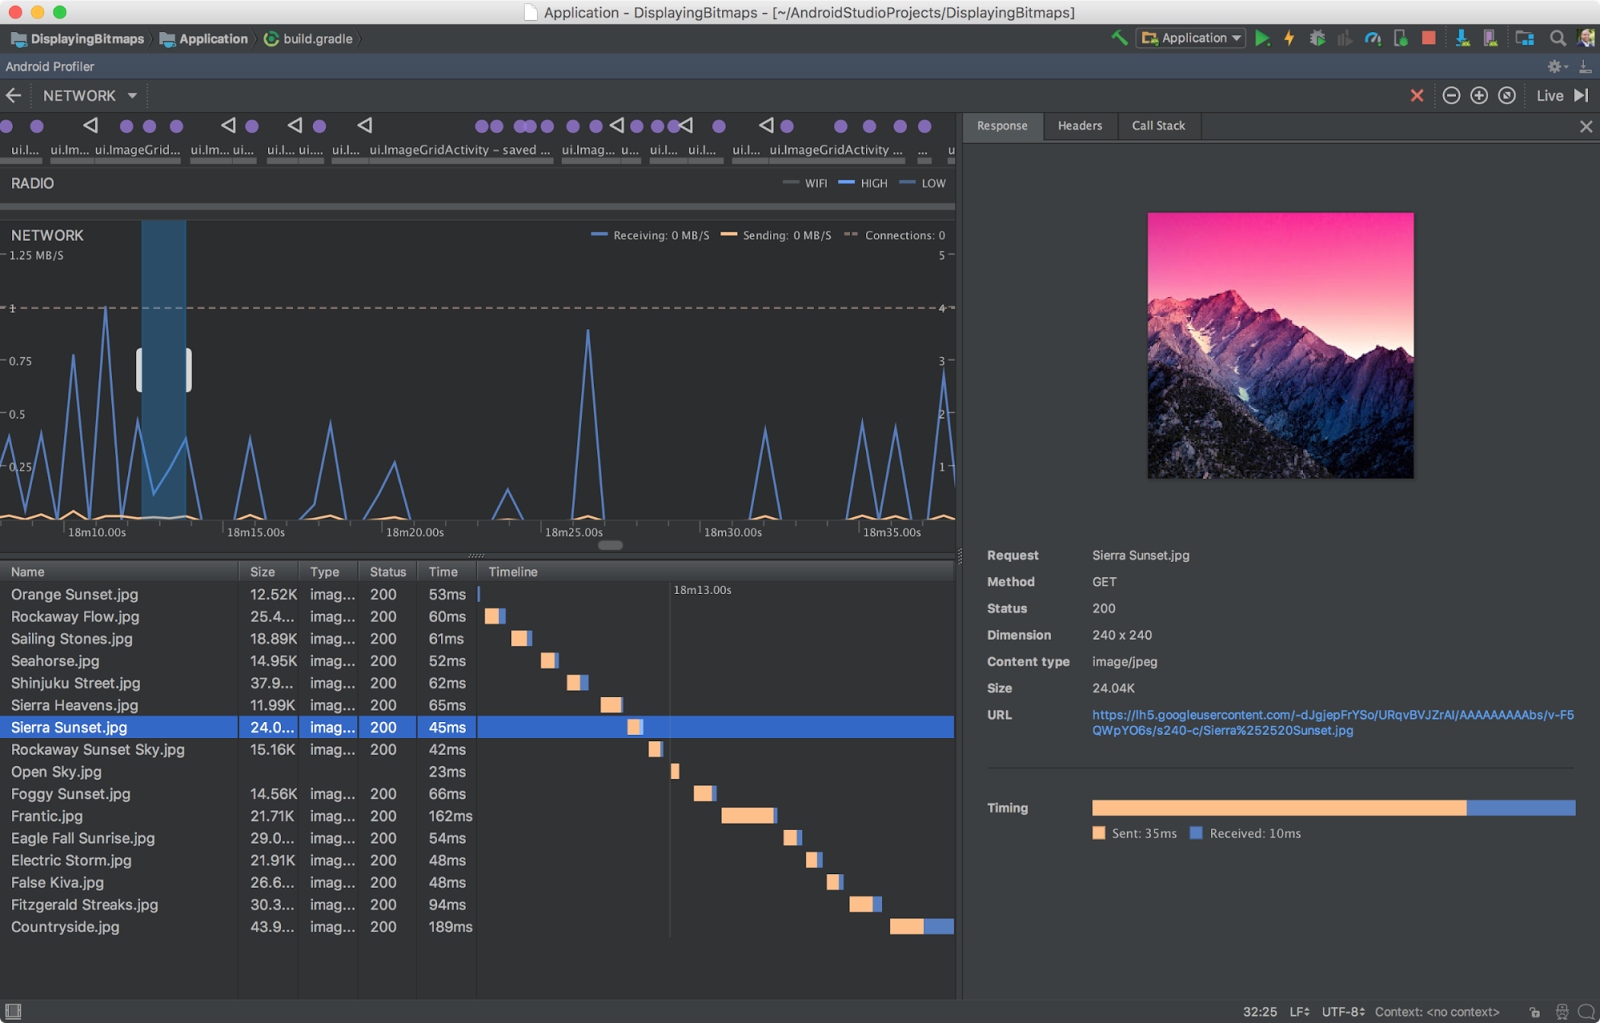 Application - DisplayingBitmaps - [~/AndroidStudioProjects/DisplayingBitmaps]
DisplayingBitmaps Application build.gradle Application
Android Profiler
NETWORK Live
ui.I... ui.Im... ui.ImageGrid... ui.Im... ui.... ui.I... ui.... ui.I... ui.ImageGridActivity – saved ... ui.Imag... u... ui.I... ui.I... ui.I... ui.ImageGridActivity ... ... u
RADIO WIFI HIGH LOW
NETWORK Receiving: 0 MB/S Sending: 0 MB/S Connections: 0
1.25 MB/S 5
1 4
0.75 3
0.5 2
0.25 1
18m10.00s 18m15.00s 18m20.00s 18m25.00s 18m30.00s 18m35.00s
Name Size Type Status Time Timeline
18m13.00s
Orange Sunset.jpg 12.52K imag... 200 53ms
Rockaway Flow.jpg 25.4... imag... 200 60ms
Sailing Stones.jpg 18.89K imag... 200 61ms
Seahorse.jpg 14.95K imag... 200 52ms
Shinjuku Street.jpg 37.9... imag... 200 62ms
Sierra Heavens.jpg 11.99K imag... 200 65ms
Sierra Sunset.jpg 24.0... imag... 200 45ms
Rockaway Sunset Sky.jpg 15.16K imag... 200 42ms
Open Sky.jpg 23ms
Foggy Sunset.jpg 14.56K imag... 200 66ms
Frantic.jpg 21.71K imag... 200 162ms
Eagle Fall Sunrise.jpg 29.0... imag... 200 54ms
Electric Storm.jpg 21.91K imag... 200 48ms
False Kiva.jpg 26.6... imag... 200 48ms
Fitzgerald Streaks.jpg 30.3... imag... 200 94ms
Countryside.jpg 43.9... imag... 200 189ms
Response Headers Call Stack
Request Sierra Sunset.jpg
Method GET
Status 200
Dimension 240 x 240
Content type image/jpeg
Size 24.04K
URL https://lh5.googleusercontent.com/-dJgjepFrYSo/URqvBVJZrAI/AAAAAAAAAbs/v-F5
QWpYO6s/s240-c/Sierra%252520Sunset.jpg
Timing
Sent: 35ms Received: 10ms
32:25 LF UTF-8 Context: <no context>